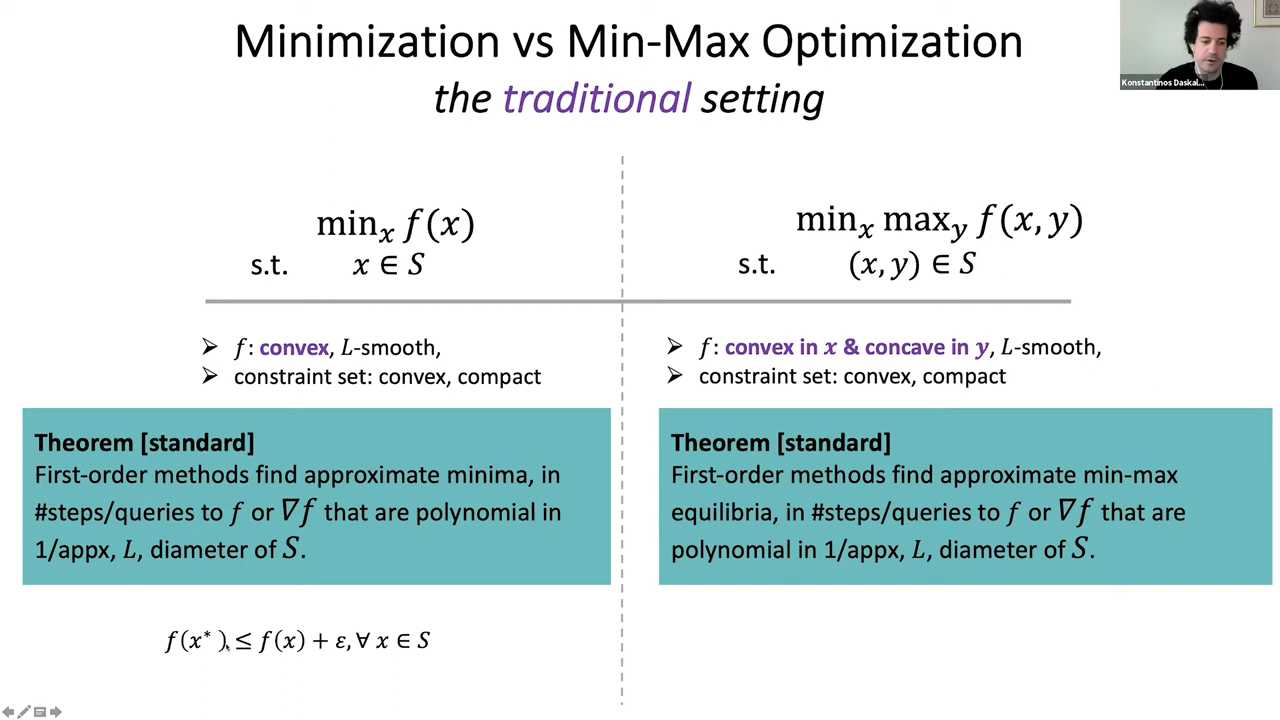 Minimization vs Min-Max Optimization
the traditional setting
Konstantinos Daskal...
min_x f(x)
s.t. x ∈ S
min_x max_y f(x, y)
s.t. (x, y) ∈ S
➢ f: convex, L-smooth,
➢ constraint set: convex, compact
➢ f: convex in x & concave in y, L-smooth,
➢ constraint set: convex, compact
Theorem [standard]
First-order methods find approximate minima, in
#steps/queries to f or ∇f that are polynomial in
1/appx, L, diameter of S.
Theorem [standard]
First-order methods find approximate min-max
equilibria, in #steps/queries to f or ∇f that are
polynomial in 1/appx, L, diameter of S.
f(x*) ≤ f(x) + ε, ∀ x ∈ S